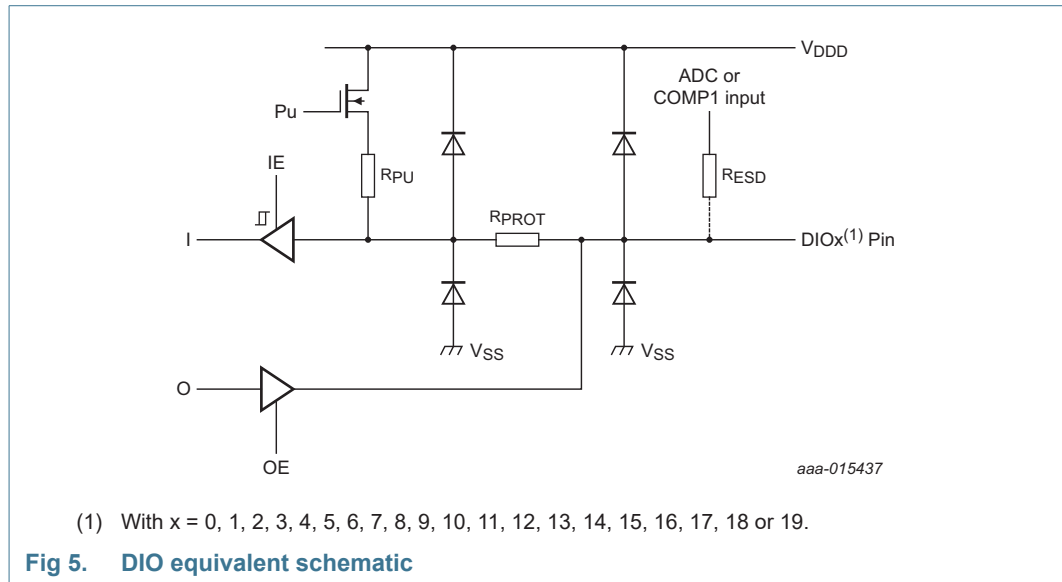 VDDD
ADC or
COMP1 input
Pu
IE
RPU
RESD
RPROT
I
DIOx(1) Pin
VSS
VSS
O
OE
aaa-015437
(1) With x = 0, 1, 2, 3, 4, 5, 6, 7, 8, 9, 10, 11, 12, 13, 14, 15, 16, 17, 18 or 19.
Fig 5. DIO equivalent schematic